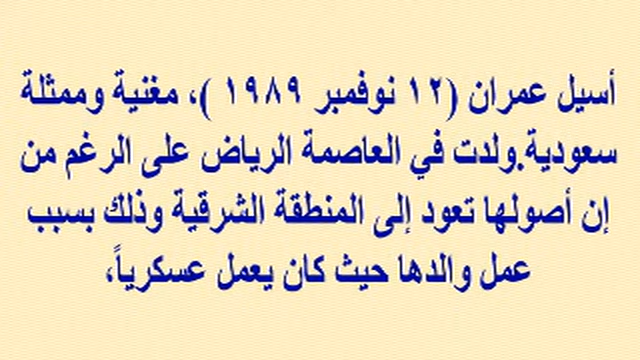 أسيل عمران (١٢ نوفمبر ١٩٨٩ )، مغنية وممثلة
سعودية.ولدت في العاصمة الرياض على الرغم من
إن أصولها تعود إلى المنطقة الشرقية وذلك بسبب
عمل والدها حيث كان يعمل عسكرياً،